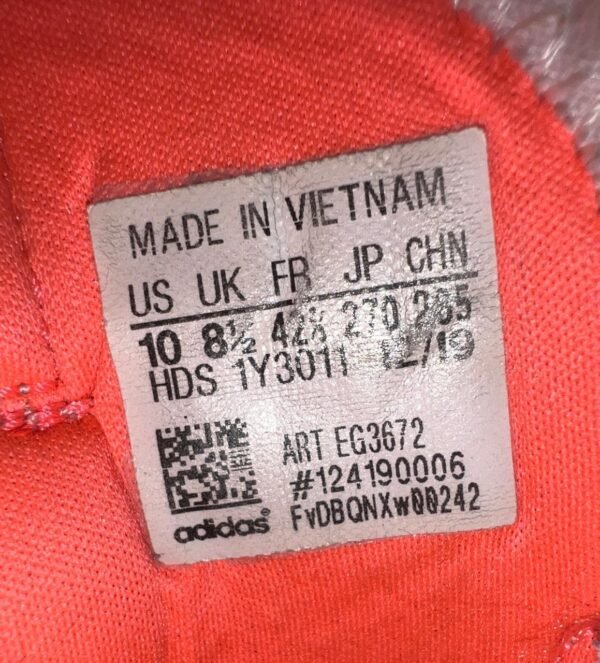 MADE IN VIETNAM
US UK FR JP CHN
10 8½ 42⅔ 270 265
HDS 1Y3011 12/19
ART EG3672
#124190006
FvDBQNXw00242
adidas